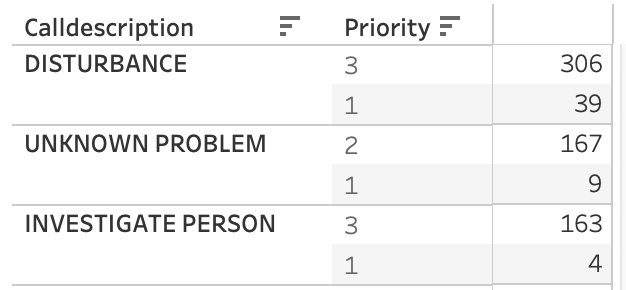 Calldescription Priority
DISTURBANCE 3 306
1 39
UNKNOWN PROBLEM 2 167
1 9
INVESTIGATE PERSON 3 163
1 4